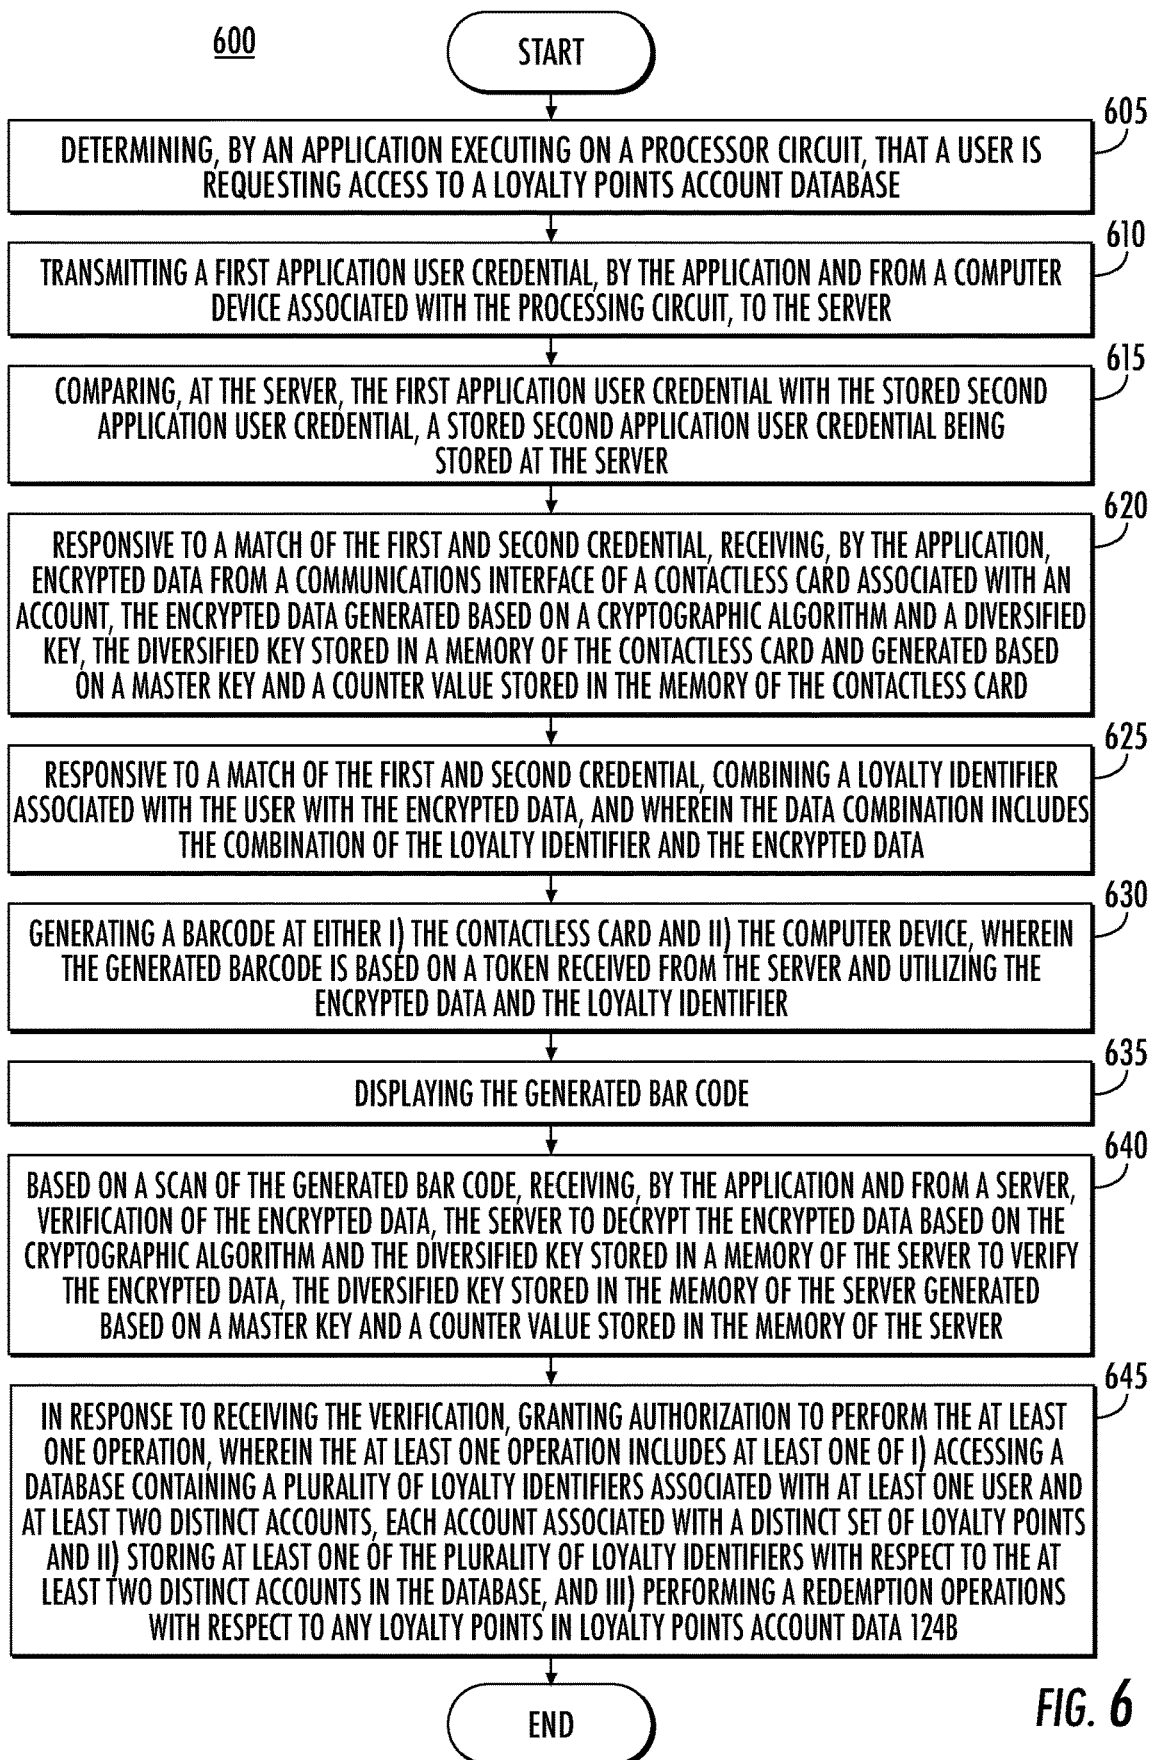 600
START
605
DETERMINING, BY AN APPLICATION EXECUTING ON A PROCESSOR CIRCUIT, THAT A USER IS
REQUESTING ACCESS TO A LOYALTY POINTS ACCOUNT DATABASE
610
TRANSMITTING A FIRST APPLICATION USER CREDENTIAL, BY THE APPLICATION AND FROM A COMPUTER
DEVICE ASSOCIATED WITH THE PROCESSING CIRCUIT, TO THE SERVER
615
COMPARING, AT THE SERVER, THE FIRST APPLICATION USER CREDENTIAL WITH THE STORED SECOND
APPLICATION USER CREDENTIAL, A STORED SECOND APPLICATION USER CREDENTIAL BEING
STORED AT THE SERVER
620
RESPONSIVE TO A MATCH OF THE FIRST AND SECOND CREDENTIAL, RECEIVING, BY THE APPLICATION,
ENCRYPTED DATA FROM A COMMUNICATIONS INTERFACE OF A CONTACTLESS CARD ASSOCIATED WITH AN
ACCOUNT, THE ENCRYPTED DATA GENERATED BASED ON A CRYPTOGRAPHIC ALGORITHM AND A DIVERSIFIED
KEY, THE DIVERSIFIED KEY STORED IN A MEMORY OF THE CONTACTLESS CARD AND GENERATED BASED
ON A MASTER KEY AND A COUNTER VALUE STORED IN THE MEMORY OF THE CONTACTLESS CARD
625
RESPONSIVE TO A MATCH OF THE FIRST AND SECOND CREDENTIAL, COMBINING A LOYALTY IDENTIFIER
ASSOCIATED WITH THE USER WITH THE ENCRYPTED DATA, AND WHEREIN THE DATA COMBINATION INCLUDES
THE COMBINATION OF THE LOYALTY IDENTIFIER AND THE ENCRYPTED DATA
630
GENERATING A BARCODE AT EITHER I) THE CONTACTLESS CARD AND II) THE COMPUTER DEVICE, WHEREIN
THE GENERATED BARCODE IS BASED ON A TOKEN RECEIVED FROM THE SERVER AND UTILIZING THE
ENCRYPTED DATA AND THE LOYALTY IDENTIFIER
635
DISPLAYING THE GENERATED BAR CODE
640
BASED ON A SCAN OF THE GENERATED BAR CODE, RECEIVING, BY THE APPLICATION AND FROM A SERVER,
VERIFICATION OF THE ENCRYPTED DATA, THE SERVER TO DECRYPT THE ENCRYPTED DATA BASED ON THE
CRYPTOGRAPHIC ALGORITHM AND THE DIVERSIFIED KEY STORED IN A MEMORY OF THE SERVER TO VERIFY
THE ENCRYPTED DATA, THE DIVERSIFIED KEY STORED IN THE MEMORY OF THE SERVER GENERATED
BASED ON A MASTER KEY AND A COUNTER VALUE STORED IN THE MEMORY OF THE SERVER
645
IN RESPONSE TO RECEIVING THE VERIFICATION, GRANTING AUTHORIZATION TO PERFORM THE AT LEAST
ONE OPERATION, WHEREIN THE AT LEAST ONE OPERATION INCLUDES AT LEAST ONE OF I) ACCESSING A
DATABASE CONTAINING A PLURALITY OF LOYALTY IDENTIFIERS ASSOCIATED WITH AT LEAST ONE USER AND
AT LEAST TWO DISTINCT ACCOUNTS, EACH ACCOUNT ASSOCIATED WITH A DISTINCT SET OF LOYALTY POINTS
AND II) STORING AT LEAST ONE OF THE PLURALITY OF LOYALTY IDENTIFIERS WITH RESPECT TO THE AT
LEAST TWO DISTINCT ACCOUNTS IN THE DATABASE, AND III) PERFORMING A REDEMPTION OPERATIONS
WITH RESPECT TO ANY LOYALTY POINTS IN LOYALTY POINTS ACCOUNT DATA 124B
END
FIG. 6